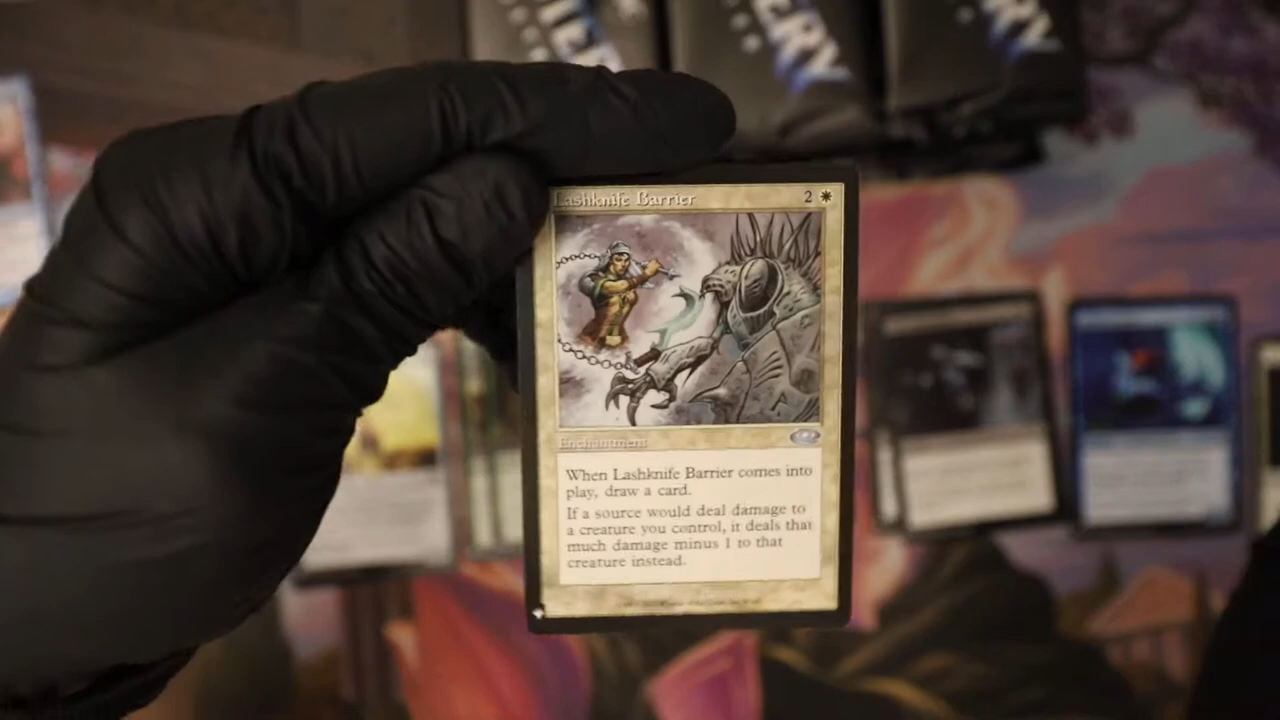 Lashknife Barrier 2
Enchantment
When Lashknife Barrier comes into
play, draw a card.
If a source would deal damage to
a creature you control, it deals that
much damage minus 1 to that
creature instead.